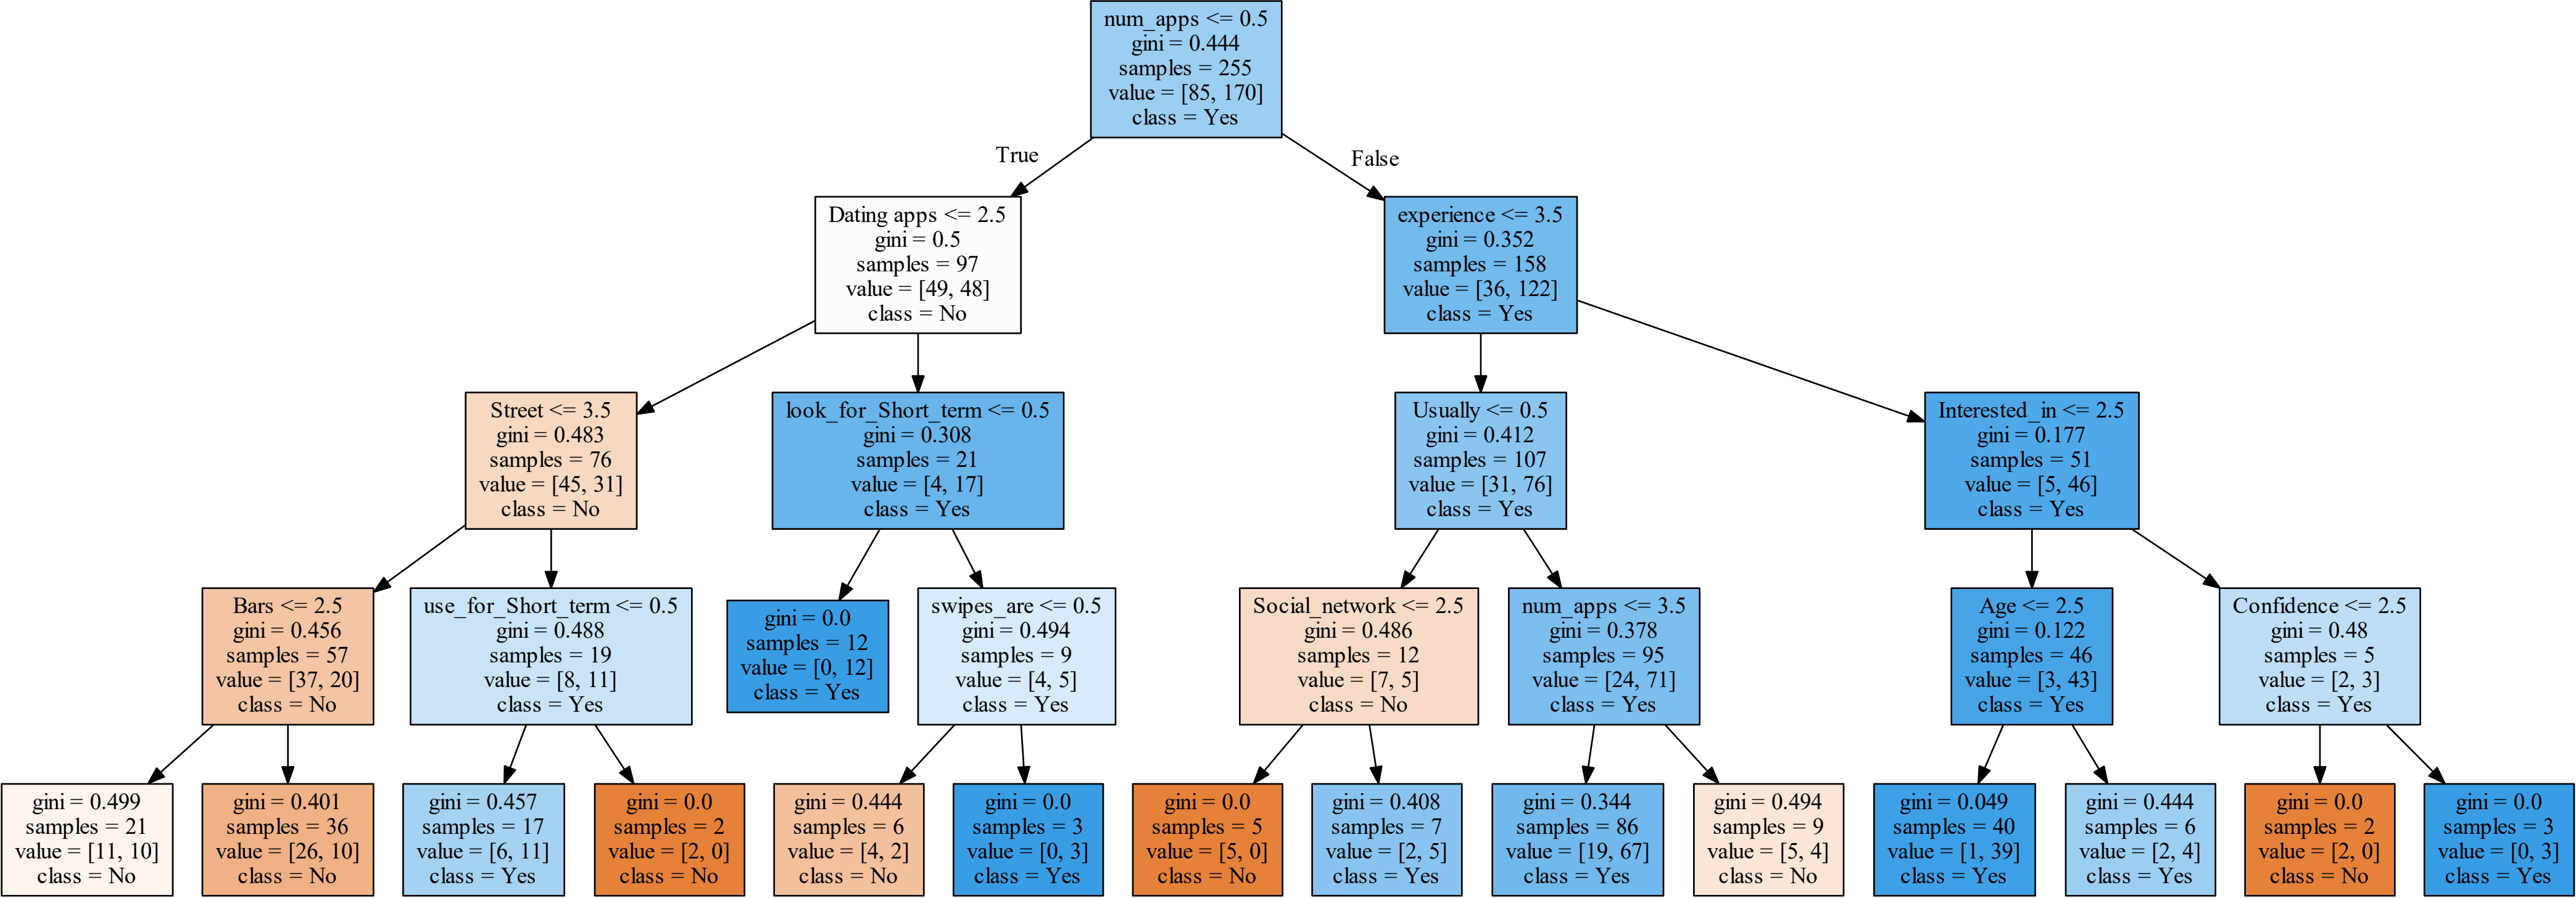 num_apps <= 0.5
gini = 0.444
samples = 255
value = [85, 170]
class = Yes
True
False
Dating apps <= 2.5
gini = 0.5
samples = 97
value = [49, 48]
class = No
experience <= 3.5
gini = 0.352
samples = 158
value = [36, 122]
class = Yes
Street <= 3.5
gini = 0.483
samples = 76
value = [45, 31]
class = No
look_for_Short_term <= 0.5
gini = 0.308
samples = 21
value = [4, 17]
class = Yes
Usually <= 0.5
gini = 0.412
samples = 107
value = [31, 76]
class = Yes
Interested_in <= 2.5
gini = 0.177
samples = 51
value = [5, 46]
class = Yes
Bars <= 2.5
gini = 0.456
samples = 57
value = [37, 20]
class = No
use_for_Short_term <= 0.5
gini = 0.488
samples = 19
value = [8, 11]
class = Yes
gini = 0.0
samples = 12
value = [0, 12]
class = Yes
swipes_are <= 0.5
gini = 0.494
samples = 9
value = [4, 5]
class = Yes
Social_network <= 2.5
gini = 0.486
samples = 12
value = [7, 5]
class = No
num_apps <= 3.5
gini = 0.378
samples = 95
value = [24, 71]
class = Yes
Age <= 2.5
gini = 0.122
samples = 46
value = [3, 43]
class = Yes
Confidence <= 2.5
gini = 0.48
samples = 5
value = [2, 3]
class = Yes
gini = 0.499
samples = 21
value = [11, 10]
class = No
gini = 0.401
samples = 36
value = [26, 10]
class = No
gini = 0.457
samples = 17
value = [6, 11]
class = Yes
gini = 0.0
samples = 2
value = [2, 0]
class = No
gini = 0.444
samples = 6
value = [4, 2]
class = No
gini = 0.0
samples = 3
value = [0, 3]
class = Yes
gini = 0.0
samples = 5
value = [5, 0]
class = No
gini = 0.408
samples = 7
value = [2, 5]
class = Yes
gini = 0.344
samples = 86
value = [19, 67]
class = Yes
gini = 0.494
samples = 9
value = [5, 4]
class = No
gini = 0.049
samples = 40
value = [1, 39]
class = Yes
gini = 0.444
samples = 6
value = [2, 4]
class = Yes
gini = 0.0
samples = 2
value = [2, 0]
class = No
gini = 0.0
samples = 3
value = [0, 3]
class = Yes